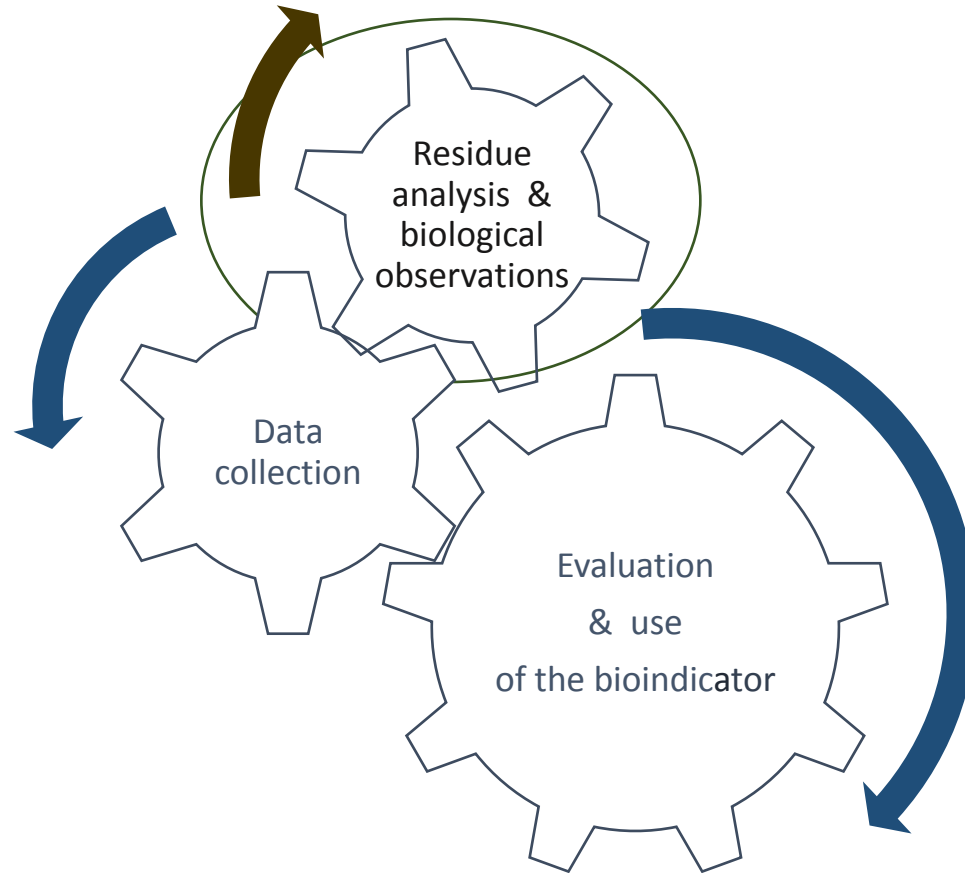 Residue
analysis &
biological
observations
Data
collection
Evaluation
& use
of the bioindicator